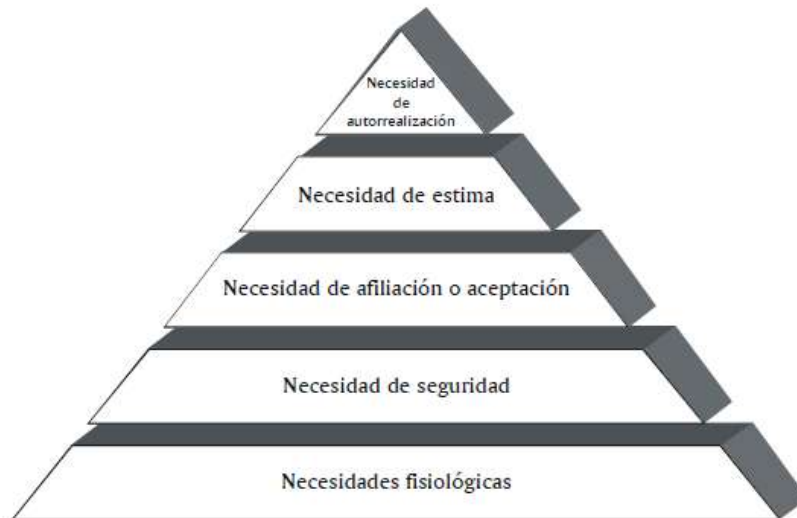 Necesidad
de
autorrealización
Necesidad de estima
Necesidad de afiliación o aceptación
Necesidad de seguridad
Necesidades fisiológicas